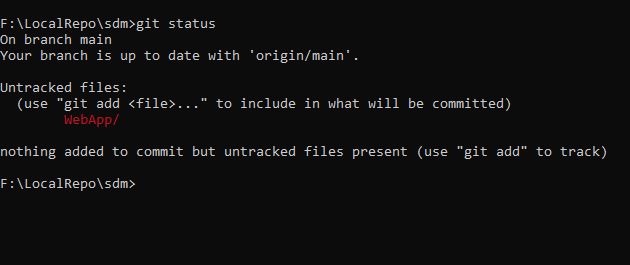 F:\LocalRepo\sdm>git status
On branch main
Your branch is up to date with 'origin/main'.
Untracked files:
(use "git add <file>..." to include in what will be committed)
WebApp/
nothing added to commit but untracked files present (use "git add" to track)
F:\LocalRepo\sdm>